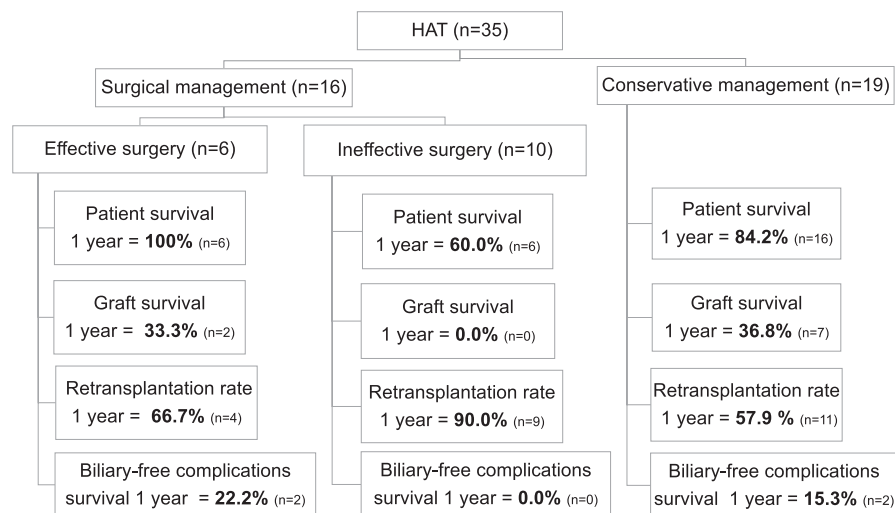 HAT (n=35)
Surgical management (n=16)
Conservative management (n=19)
Effective surgery (n=6)
Ineffective surgery (n=10)
Patient survival
1 year = 100% (n=6)
Graft survival
1 year = 33.3% (n=2)
Retransplantation rate
1 year = 66.7% (n=4)
Biliary-free complications
survival 1 year = 22.2% (n=2)
Patient survival
1 year = 60.0% (n=6)
Graft survival
1 year = 0.0% (n=0)
Retransplantation rate
1 year = 90.0% (n=9)
Biliary-free complications
survival 1 year = 0.0% (n=0)
Patient survival
1 year = 84.2% (n=16)
Graft survival
1 year = 36.8% (n=7)
Retransplantation rate
1 year = 57.9 % (n=11)
Biliary-free complications
survival 1 year = 15.3% (n=2)